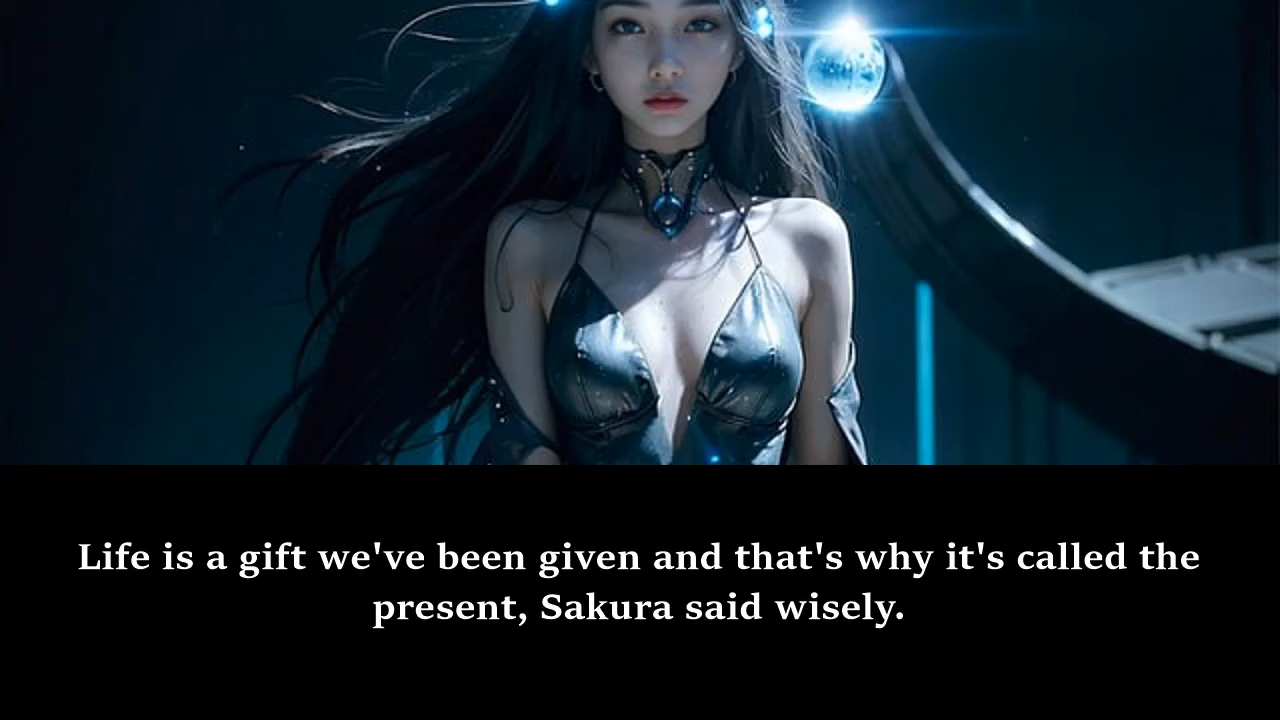 Life is a gift we've been given and that's why it's called the
present, Sakura said wisely.